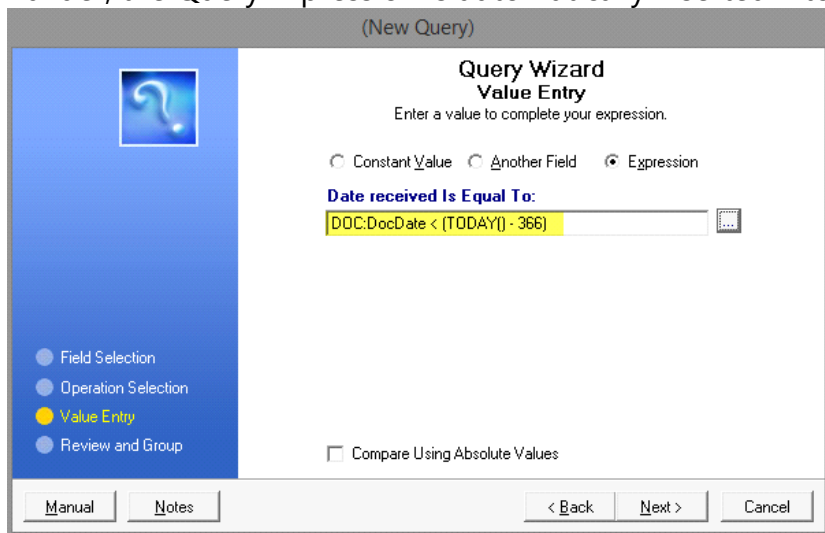 (New Query)
Query Wizard
Value Entry
Enter a value to complete your expression.
Constant Value Another Field Expression
Date received Is Equal To:
DOC:DocDate < (TODAY() - 366)
...
Field Selection
Operation Selection
Value Entry
Review and Group
Compare Using Absolute Values
Manual Notes < Back Next > Cancel